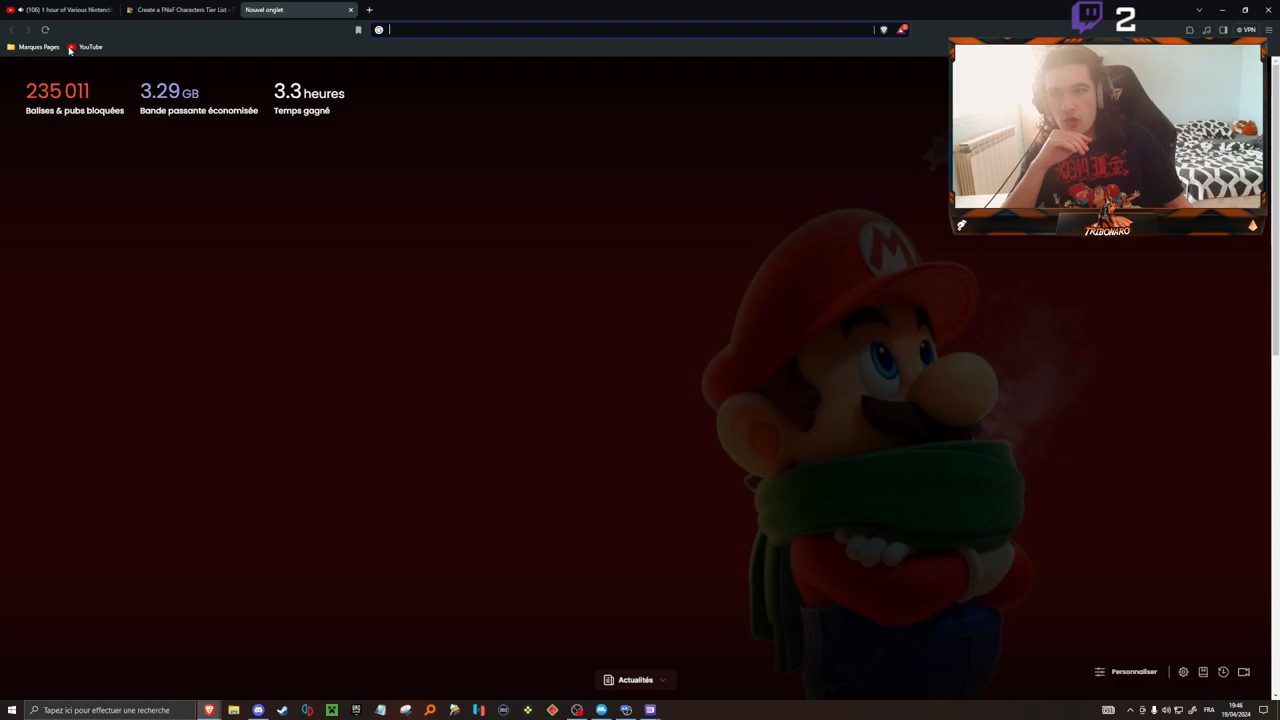 (106) 1 hour of Various Nintend
Create a FNaF Characters Tier List -
Nouvel onglet
2
VPN
Marques Pages
YouTube
235 011
Balises & pubs bloquées
3.29 GB
Bande passante économisée
3.3 heures
Temps gagné
M
TRIBONARO
Actualités
Personnaliser
Tapez ici pour effectuer une recherche
FRA
19:46
19/04/2024